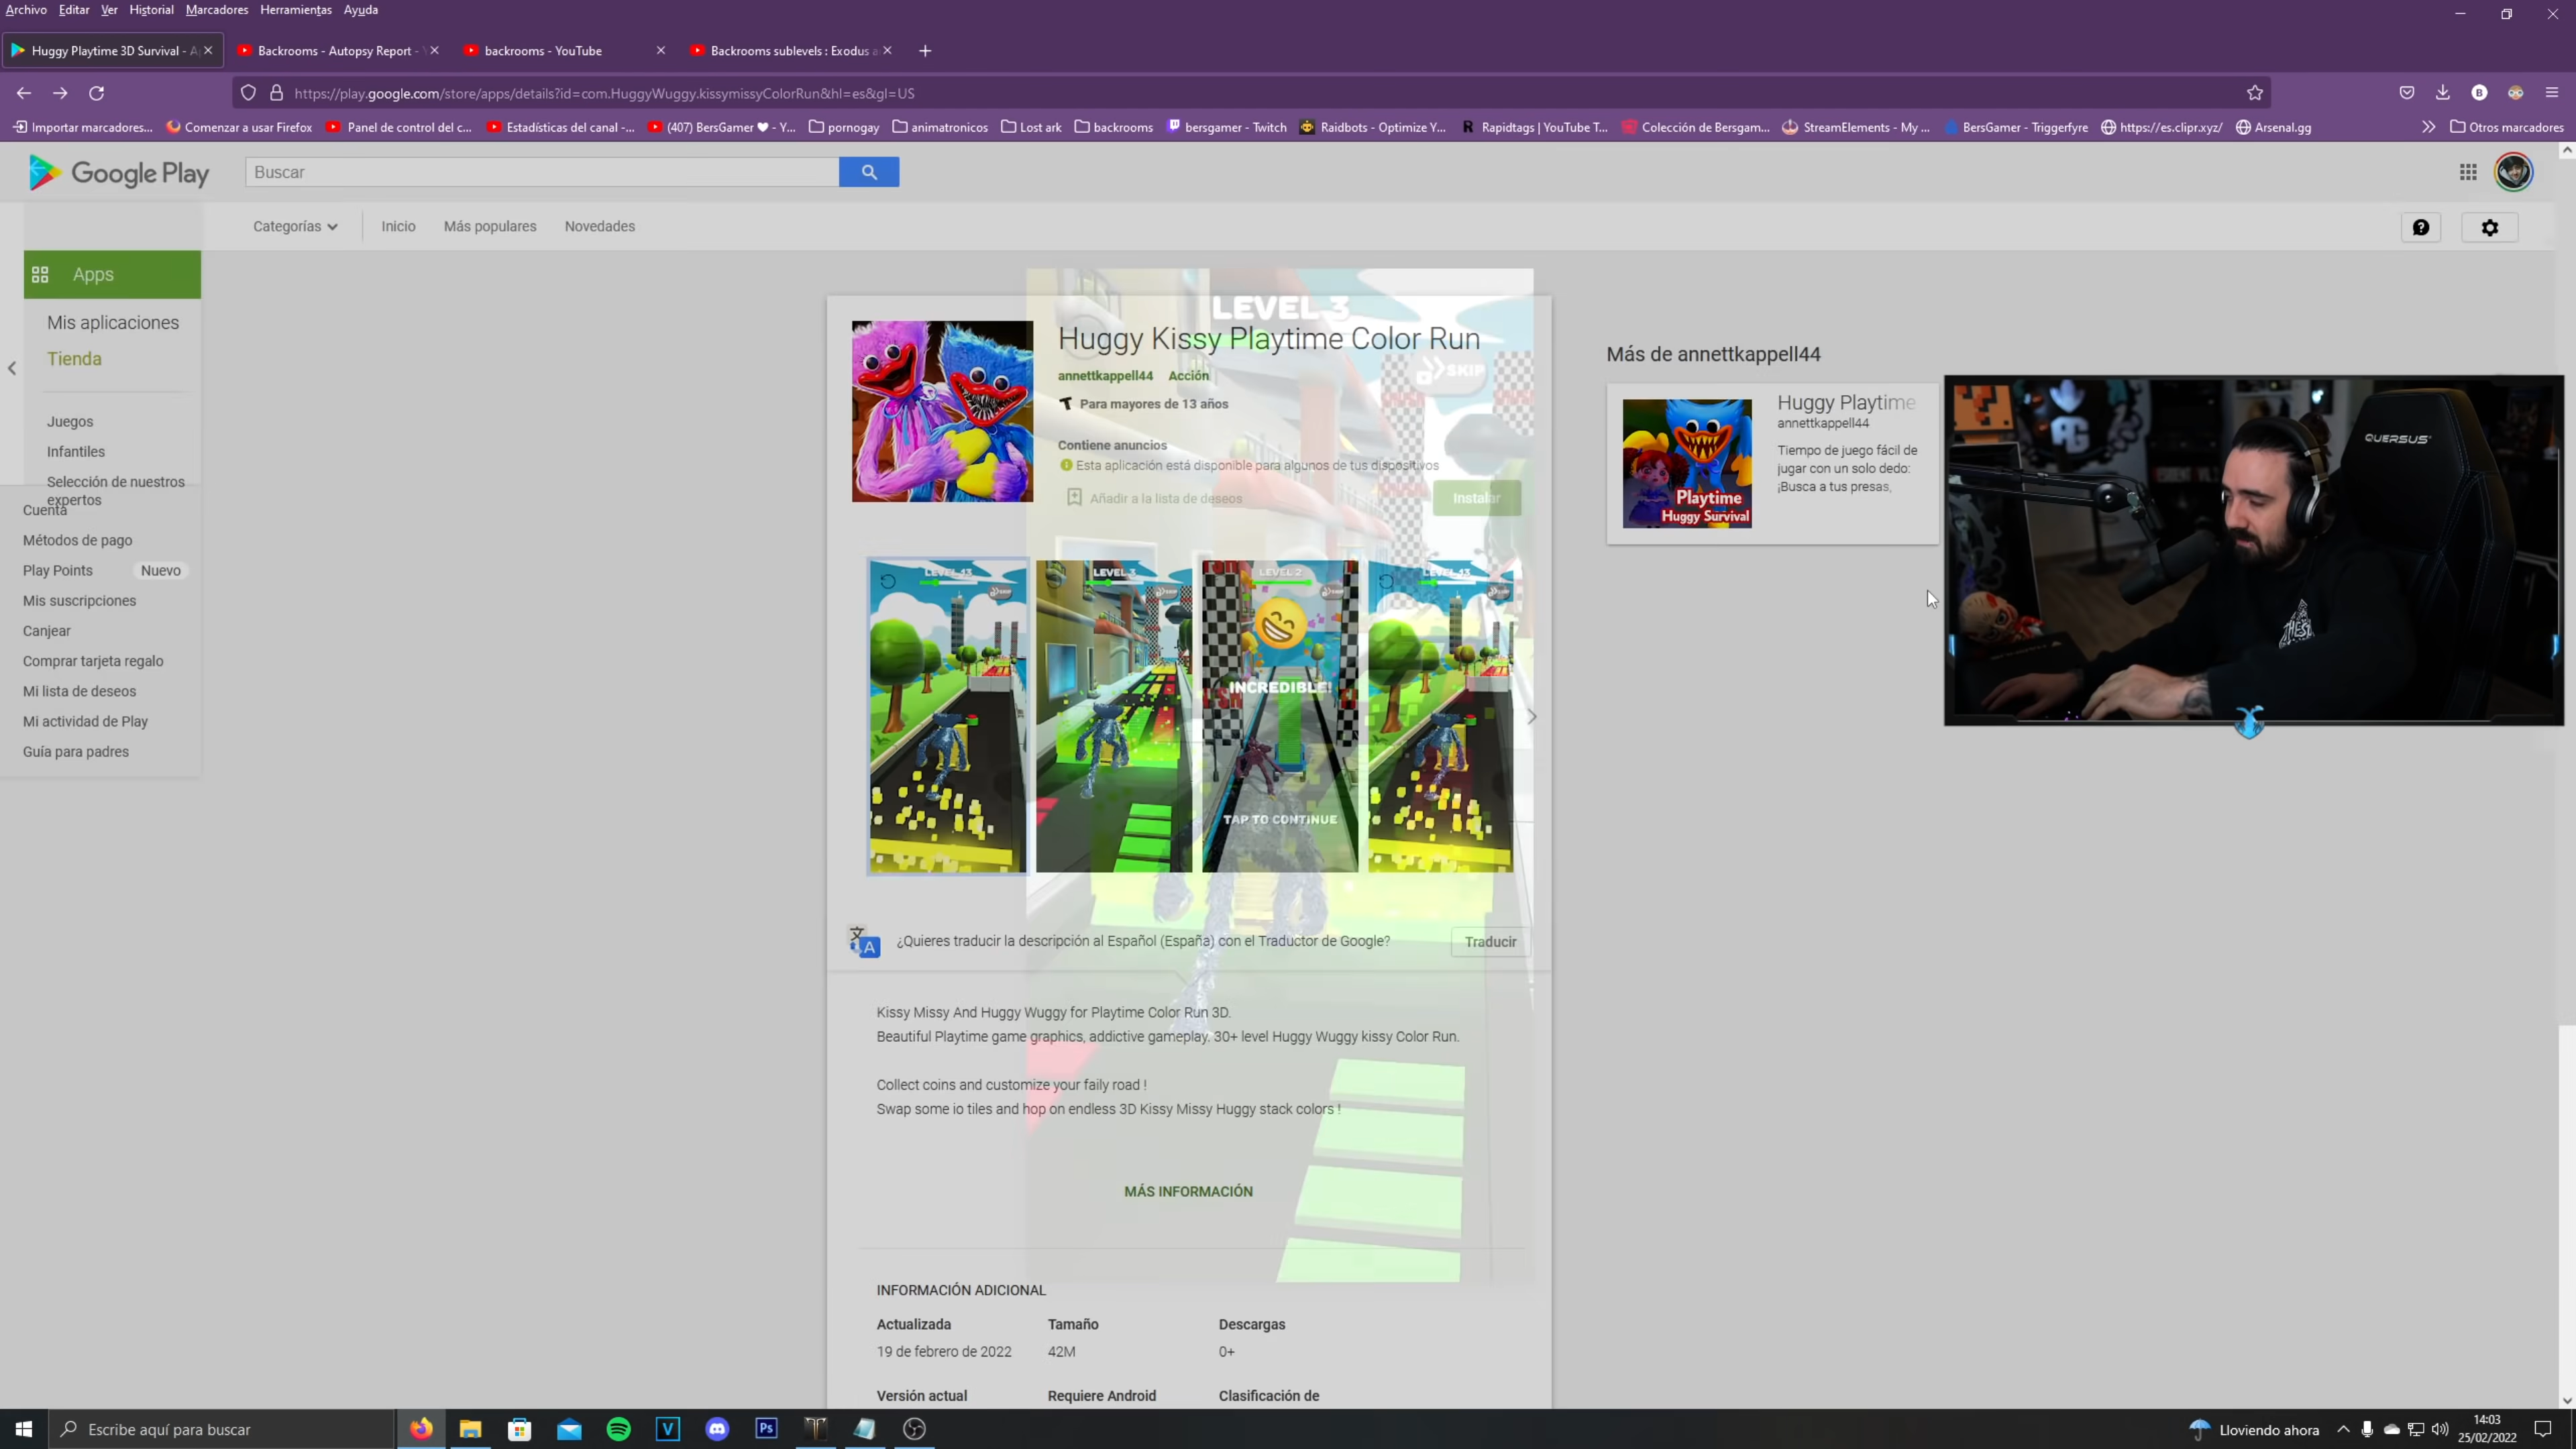 Archivo Editar Ver Historial Marcadores Herramientas Ayuda
Huggy Playtime 3D Survival - A
Backrooms - Autopsy Report -
backrooms - YouTube
Backrooms sublevels : Exodus a
https://play.google.com/store/apps/details?id=com.HuggyWuggy.kissymissyColorRun&hl=es&gl=US
Importar marcadores...
Comenzar a usar Firefox
Panel de control del c...
Estadísticas del canal -...
(407) BersGamer ♥ - Y...
pornogay
animatronicos
Lost ark
backrooms
bersgamer - Twitch
Raidbots - Optimize Y...
Rapidtags | YouTube T...
Colección de Bersgam...
StreamElements - My ...
BersGamer - Triggerfyre
https://es.clipr.xyz/
Arsenal.gg
Otros marcadores
Google Play
Buscar
Categorías
Inicio
Más populares
Novedades
Apps
Mis aplicaciones
Tienda
Juegos
Infantiles
Selección de nuestros
expertos
Cuenta
Métodos de pago
Play Points Nuevo
Mis suscripciones
Canjear
Comprar tarjeta regalo
Mi lista de deseos
Mi actividad de Play
Guía para padres
LEVEL 3
SKIP
Huggy Kissy Playtime Color Run
annettkappell44 Acción
T Para mayores de 13 años
Contiene anuncios
Esta aplicación está disponible para algunos de tus dispositivos
Añadir a la lista de deseos
Instalar
LEVEL 13
SKIP
LEVEL 3
SKIP
LEVEL 2
SKIP
INCREDIBLE!
TAP TO CONTINUE
LEVEL 13
SKIP
¿Quieres traducir la descripción al Español (España) con el Traductor de Google?
Traducir
Kissy Missy And Huggy Wuggy for Playtime Color Run 3D.
Beautiful Playtime game graphics, addictive gameplay. 30+ level Huggy Wuggy kissy Color Run.
Collect coins and customize your faily road !
Swap some io tiles and hop on endless 3D Kissy Missy Huggy stack colors !
MÁS INFORMACIÓN
INFORMACIÓN ADICIONAL
Actualizada Tamaño Descargas
19 de febrero de 2022 42M 0+
Versión actual Requiere Android Clasificación de
Más de annettkappell44
Playtime
Huggy Survival
Huggy Playtime
annettkappell44
Tiempo de juego fácil de
jugar con un solo dedo:
¡Busca a tus presas,
QUERSUS
Escribe aquí para buscar
Lloviendo ahora
14:03
25/02/2022